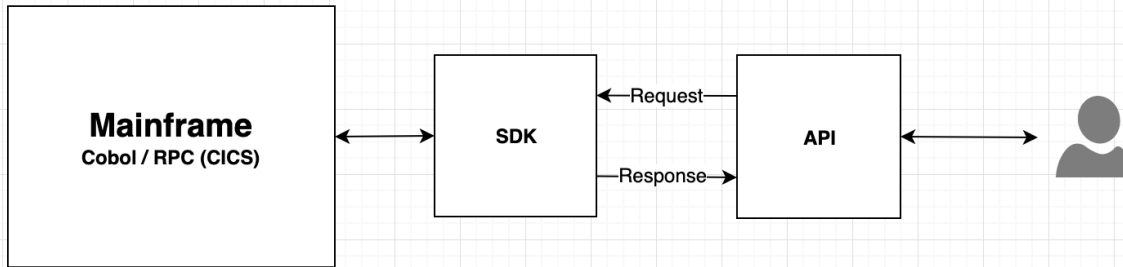 Mainframe
Cobol / RPC (CICS)
SDK
Request
Response
API